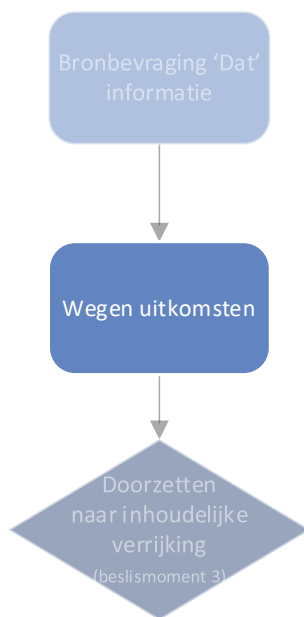 Bronbevraging ‘Dat’
informatie
Wegen uitkomsten
Doorzetten
naar inhoudelijke
verrijking
(beslismoment 3)